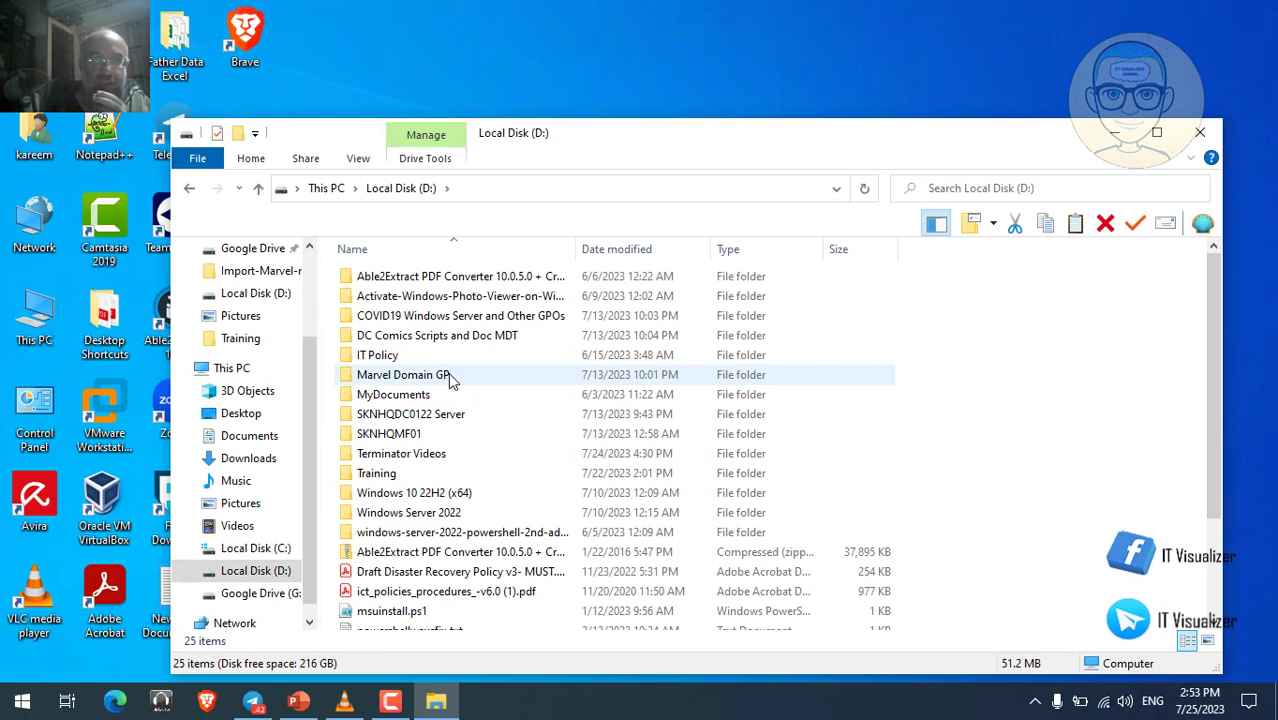 Father Data
Excel
Brave
IT VISUALIZER
CHANNEL
kareem
Notepad++
Tele
Network
Camtasia
2019
Team
This PC
Desktop
Shortcuts
Able2
Control
Panel
VMware
Workstati...
Zo
Avira
Oracle VM
VirtualBox
VLC media
player
Adobe
Acrobat
New
Docum
Manage
Local Disk (D:)
File
Home
Share
View
Drive Tools
This PC
Local Disk (D:)
Search Local Disk (D:)
Google Drive
Import-Marvel-r
Local Disk (D:)
Pictures
Training
This PC
3D Objects
Desktop
Documents
Downloads
Music
Pictures
Videos
Local Disk (C:)
Local Disk (D:)
Google Drive (G:
Network
Name Date modified Type Size
Able2Extract PDF Converter 10.0.5.0 + Cr... 6/6/2023 12:22 AM File folder
Activate-Windows-Photo-Viewer-on-Wi... 6/9/2023 12:02 AM File folder
COVID19 Windows Server and Other GPOs 7/13/2023 10:03 PM File folder
DC Comics Scripts and Doc MDT 7/13/2023 10:04 PM File folder
IT Policy 6/15/2023 3:48 AM File folder
Marvel Domain GP 7/13/2023 10:01 PM File folder
MyDocuments 6/3/2023 11:22 AM File folder
SKNHQDC0122 Server 7/13/2023 9:43 PM File folder
SKNHQMF01 7/13/2023 12:58 AM File folder
Terminator Videos 7/24/2023 4:30 PM File folder
Training 7/22/2023 2:01 PM File folder
Windows 10 22H2 (x64) 7/10/2023 12:09 AM File folder
Windows Server 2022 7/10/2023 12:15 AM File folder
windows-server-2022-powershell-2nd-ad... 6/5/2023 12:09 AM File folder
Able2Extract PDF Converter 10.0.5.0 + Cr... 1/22/2016 5:47 PM Compressed (zipp... 37,895 KB
Draft Disaster Recovery Policy v3- MUST.... 11/23/2022 5:31 PM Adobe Acrobat D... 254 KB
ict_policies_procedures_-v6.0 (1).pdf 11/20/2020 11:50 AM Adobe Acrobat D... 977 KB
msuinstall.ps1 1/12/2023 9:56 AM Windows PowerS... 1 KB
25 items
25 items (Disk free space: 216 GB)
51.2 MB
Computer
IT Visualizer
IT Visualizer
42
ENG
2:53 PM
7/25/2023